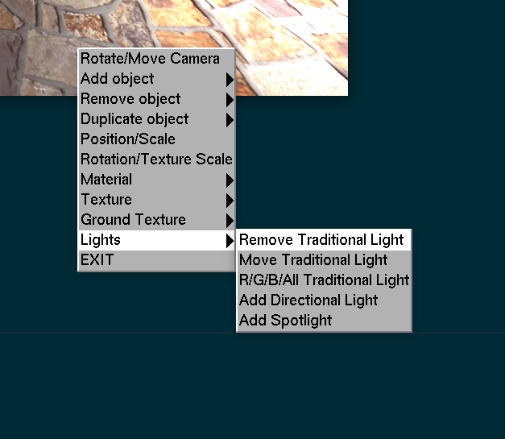 Rotate/Move Camera
Add object
Remove object
Duplicate object
Position/Scale
Rotation/Texture Scale
Material
Texture
Ground Texture
Lights
EXIT
Remove Traditional Light
Move Traditional Light
R/G/B/All Traditional Light
Add Directional Light
Add Spotlight